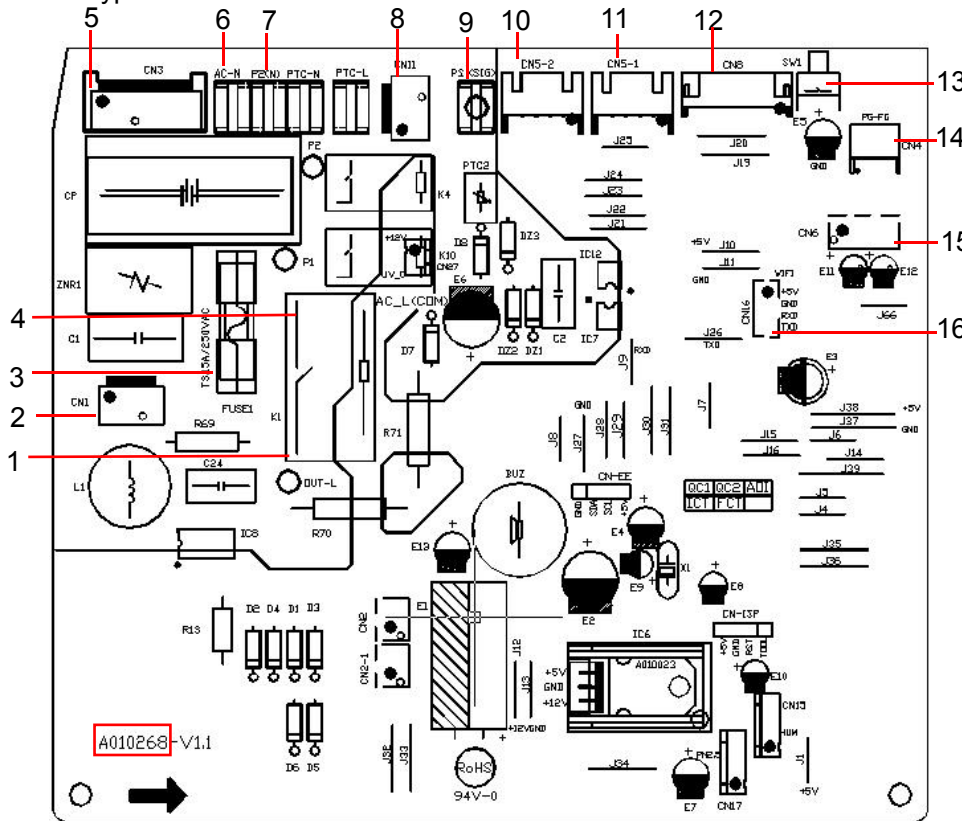 5 6 7 8 9 10 11 12
CN3 AC-N P2(N) PTC-N PTC-L CN11 P1(SIG) CN5-2 CN5-1 CN8 SW1
13
E5 PG-FG
CN4 14
GND
J25 J20
J19
P2 PTC2
CP K4 J24
J23
J22
J21
+12V D8 DZ3 CN6 15
P1 K10
CN27
IC12 +5V J10
J11
GND
E11 E12
ZNR1 E6 WIFI
AC_L(COM) +5V
GND
RXD
TXD
CN16
J66
4 16
C1 TS15A/250VAC D7 DZ2 DZ1 C2 IC7 J26
TXD
J9 RXD
3
E3
2 CN1 FUSE1 K1
J7
J38 +5V
J37 GND
R69 R71 J8 GND
J27 J28 J29 J30 J31 J15 J6
J16 J14
J39
1
C24 OUT-L BUZ CN-EE
GND SDA SCL +5V
QC1 QC2 AOI
ICT FCT
L1 J5
J4
R70
IC8 E13 E4 J35
J36
E9 X1 E8
E2
R13 D2 D4 D1 D3 CN2 E1 IC6 CN-ISP
+5V GND RST TOOL
CN2-1 J12
J13
+5V
GND
+12V
A010023
E10
CN15
HUM
+12V GND
A010268-V1.1 D6 D5 J32 J33 RoHS
94V-0
J34 E7 CN17 J1
+5V